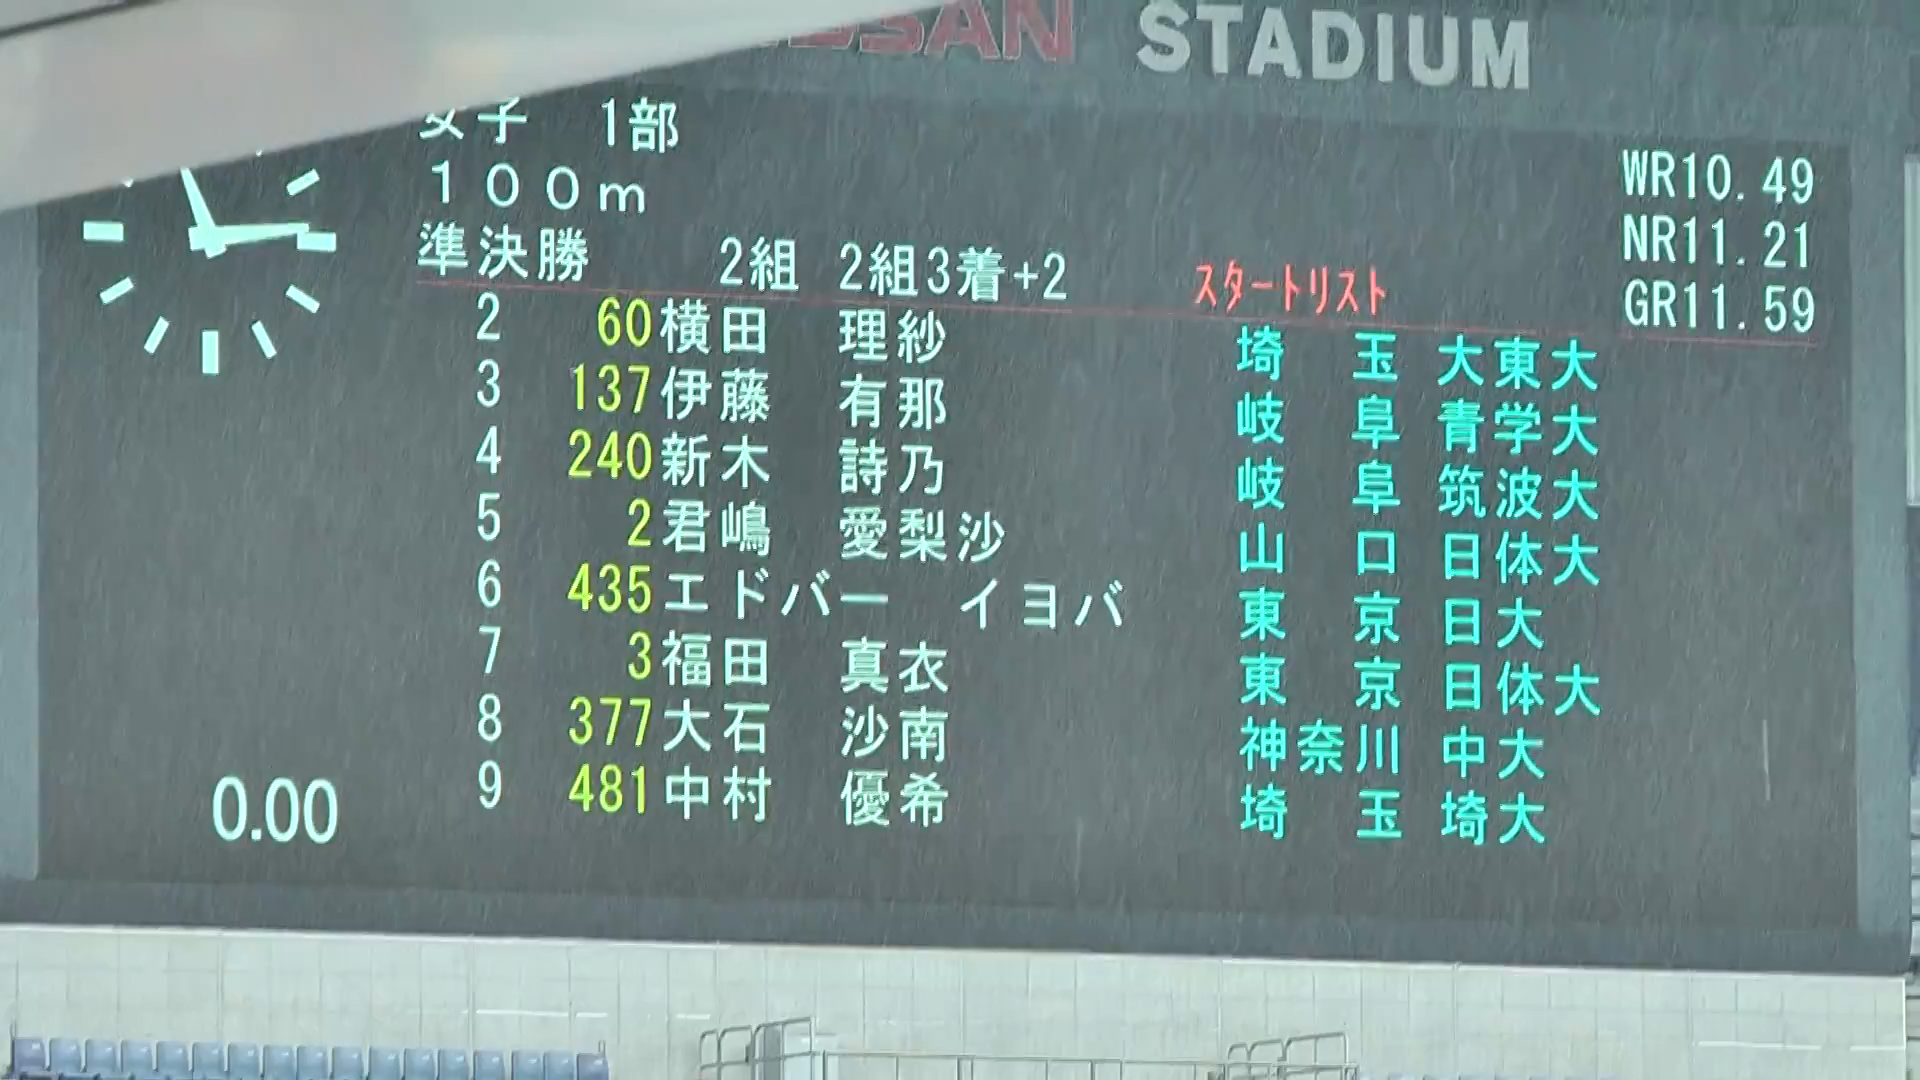 NISSAN STADIUM
女子 1部
100m
準決勝 2組 2組3着+2 スタートリスト
WR10.49
NR11.21
GR11.59
2 60 横田 理紗 埼玉 大東大
3 137 伊藤 有那 岐阜 青学大
4 240 新木 詩乃 岐阜 筑波大
5 2 君嶋 愛梨沙 山口 日体大
6 435 エドバー イヨバ 東京 日大
7 3 福田 真衣 東京 日体大
8 377 大石 沙南 神奈川 中大
9 481 中村 優希 埼玉 埼大
0.00